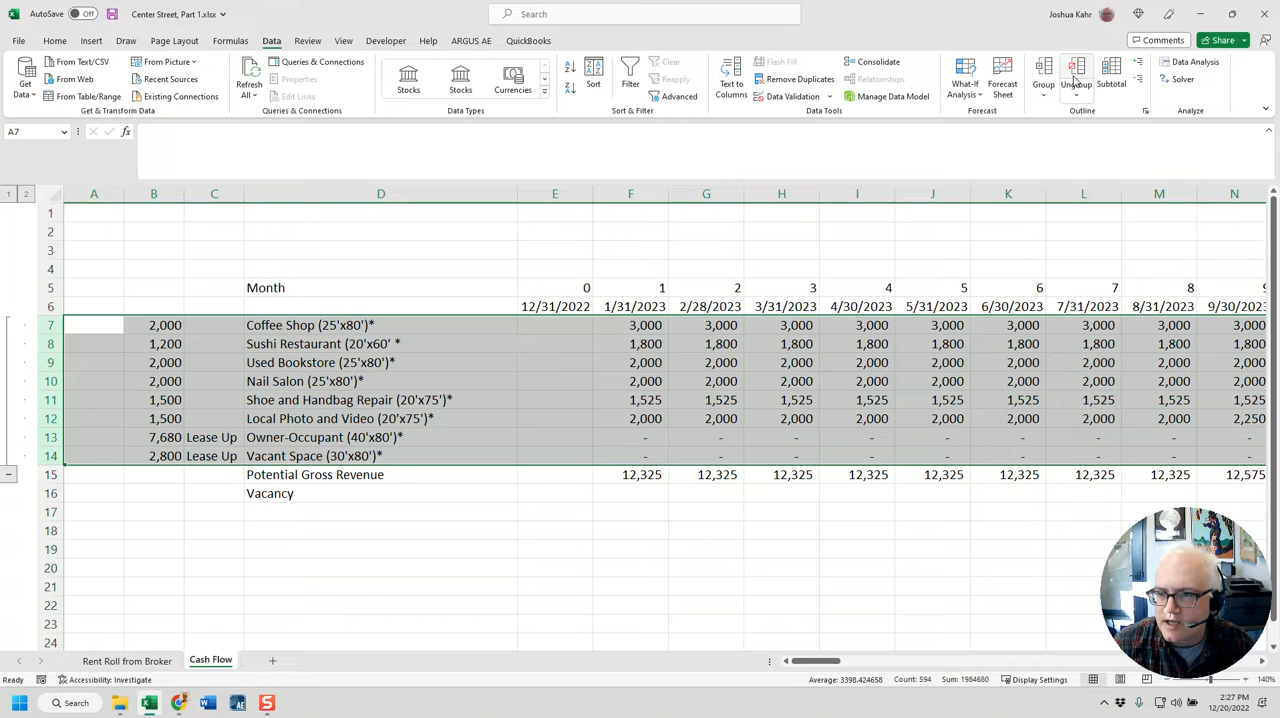 AutoSave Off Center Street, Part 1.xlsx Search Joshua Kahr
File Home Insert Draw Page Layout Formulas Data Review View Developer Help ARGUS AE QuickBooks Comments Share
Get Data From Text/CSV From Web From Table/Range From Picture Recent Sources Existing Connections Get & Transform Data
Refresh All Queries & Connections Properties Edit Links Queries & Connections
Stocks Stocks Currencies Data Types
Sort Filter Clear Reapply Advanced Sort & Filter
Text to Columns Flash Fill Remove Duplicates Data Validation Consolidate Relationships Manage Data Model Data Tools
What-If Analysis Forecast Sheet Forecast
Group Ungroup Subtotal Outline
Data Analysis Solver Analyze
A7 fx
1 2 A B C D E F G H I J K L M N
1
2
3
4
5 Month 0 1 2 3 4 5 6 7 8 9
6 12/31/2022 1/31/2023 2/28/2023 3/31/2023 4/30/2023 5/31/2023 6/30/2023 7/31/2023 8/31/2023 9/30/2023
7 2,000 Coffee Shop (25'x80')* 3,000 3,000 3,000 3,000 3,000 3,000 3,000 3,000 3,000
8 1,200 Sushi Restaurant (20'x60' * 1,800 1,800 1,800 1,800 1,800 1,800 1,800 1,800 1,800
9 2,000 Used Bookstore (25'x80')* 2,000 2,000 2,000 2,000 2,000 2,000 2,000 2,000 2,000
10 2,000 Nail Salon (25'x80')* 2,000 2,000 2,000 2,000 2,000 2,000 2,000 2,000 2,000
11 1,500 Shoe and Handbag Repair (20'x75')* 1,525 1,525 1,525 1,525 1,525 1,525 1,525 1,525 1,525
12 1,500 Local Photo and Video (20'x75')* 2,000 2,000 2,000 2,000 2,000 2,000 2,000 2,000 2,250
13 7,680 Lease Up Owner-Occupant (40'x80')* - - - - - - - - -
14 2,800 Lease Up Vacant Space (30'x80')* - - - - - - - - -
15 Potential Gross Revenue 12,325 12,325 12,325 12,325 12,325 12,325 12,325 12,325 12,575
16 Vacancy
17
18
19
20
21
22
23
24
Rent Roll from Broker Cash Flow
Ready Accessibility: Investigate Average: 3398.424658 Count: 594 Sum: 1984680 Display Settings 140%
Search 2:27 PM
12/20/2022